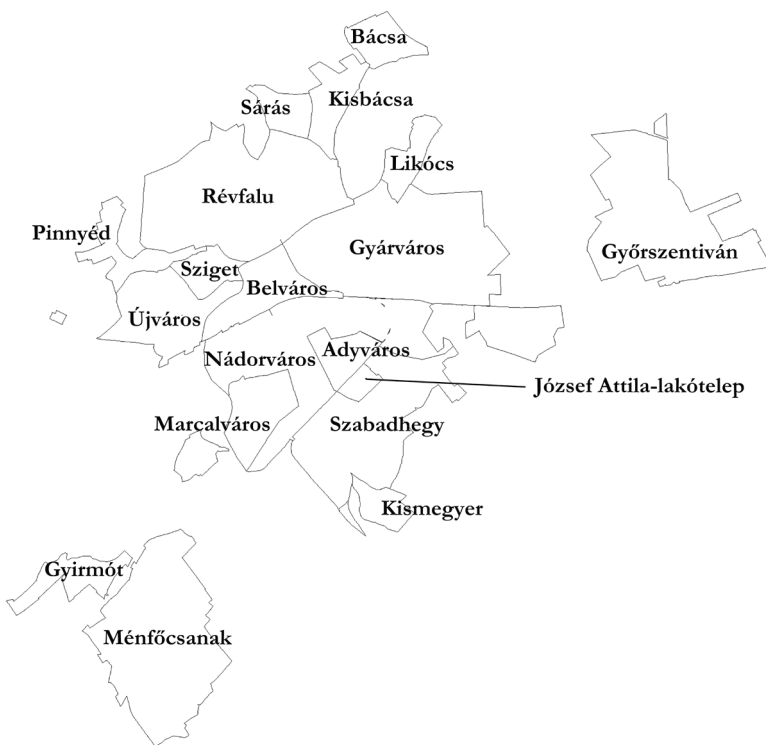 Bácsa
Kisbácsa
Sárás
Likócs
Révfalu
Pinnyéd
Gyárváros
Győrszentiván
Sziget
Belváros
Újváros
Adyváros
Nádorváros
József Attila-lakótelep
Marcalváros
Szabadhegy
Kismegyer
Gyirmót
Ménfőcsanak